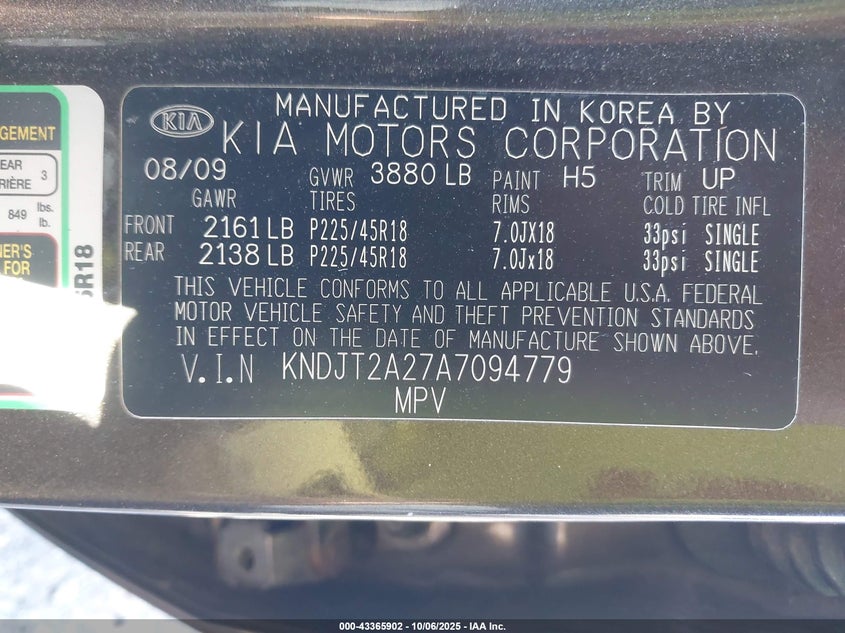 MANUFACTURED IN KOREA BY
KIA KIA MOTORS CORPORATION
08/09 GVWR 3880 LB PAINT H5 TRIM UP
GAWR TIRES RIMS COLD TIRE INFL
FRONT 2161 LB P225/45R18 7.0JX18 33psi SINGLE
REAR 2138 LB P225/45R18 7.0Jx18 33psi SINGLE
THIS VEHICLE CONFORMS TO ALL APPLICABLE U.S.A. FEDERAL
MOTOR VEHICLE SAFETY AND THEFT PREVENTION STANDARDS
IN EFFECT ON THE DATE OF MANUFACTURE SHOWN ABOVE.
V.I.N KNDJT2A27A7094779
MPV
GEMENT
EAR
RIÈRE 3
849 lbs.
lb.
NER'S
FOR
5R18
000-43365902 - 10/06/2025 - IAA Inc.